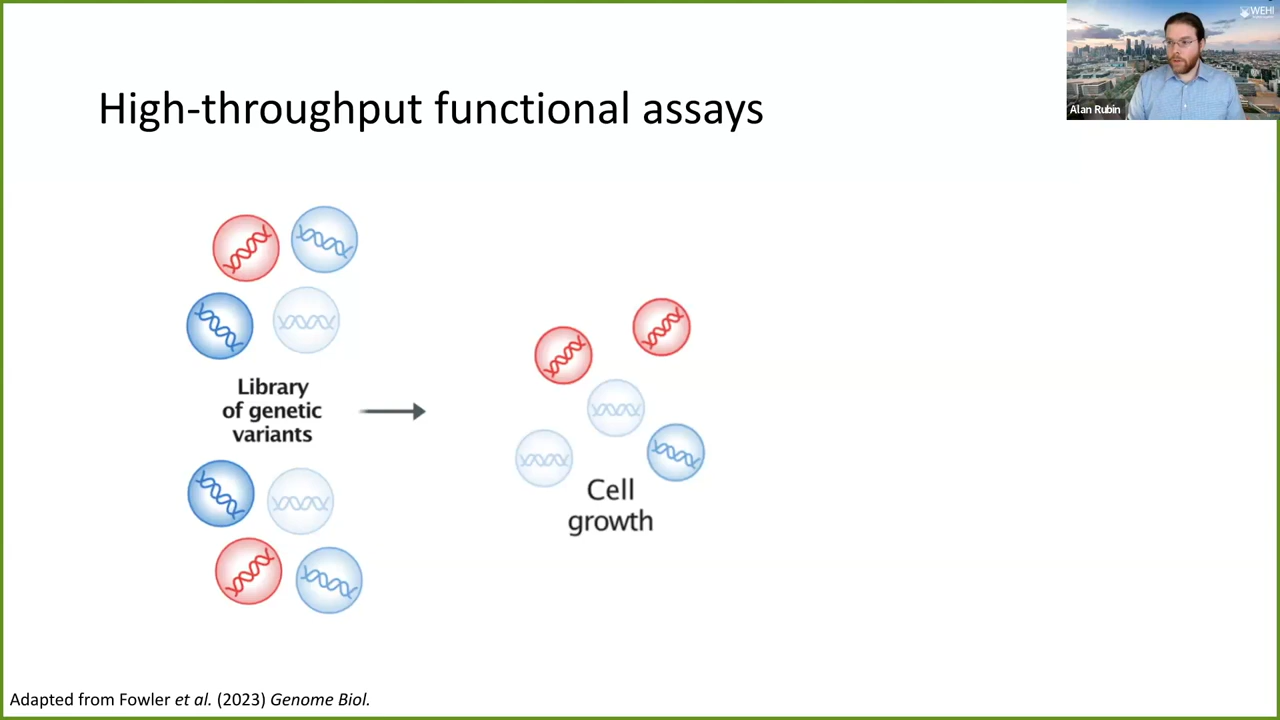 WEHI
Alan Rubin
High-throughput functional assays
Library
of genetic
variants
Cell
growth
Adapted from Fowler et al. (2023) Genome Biol.